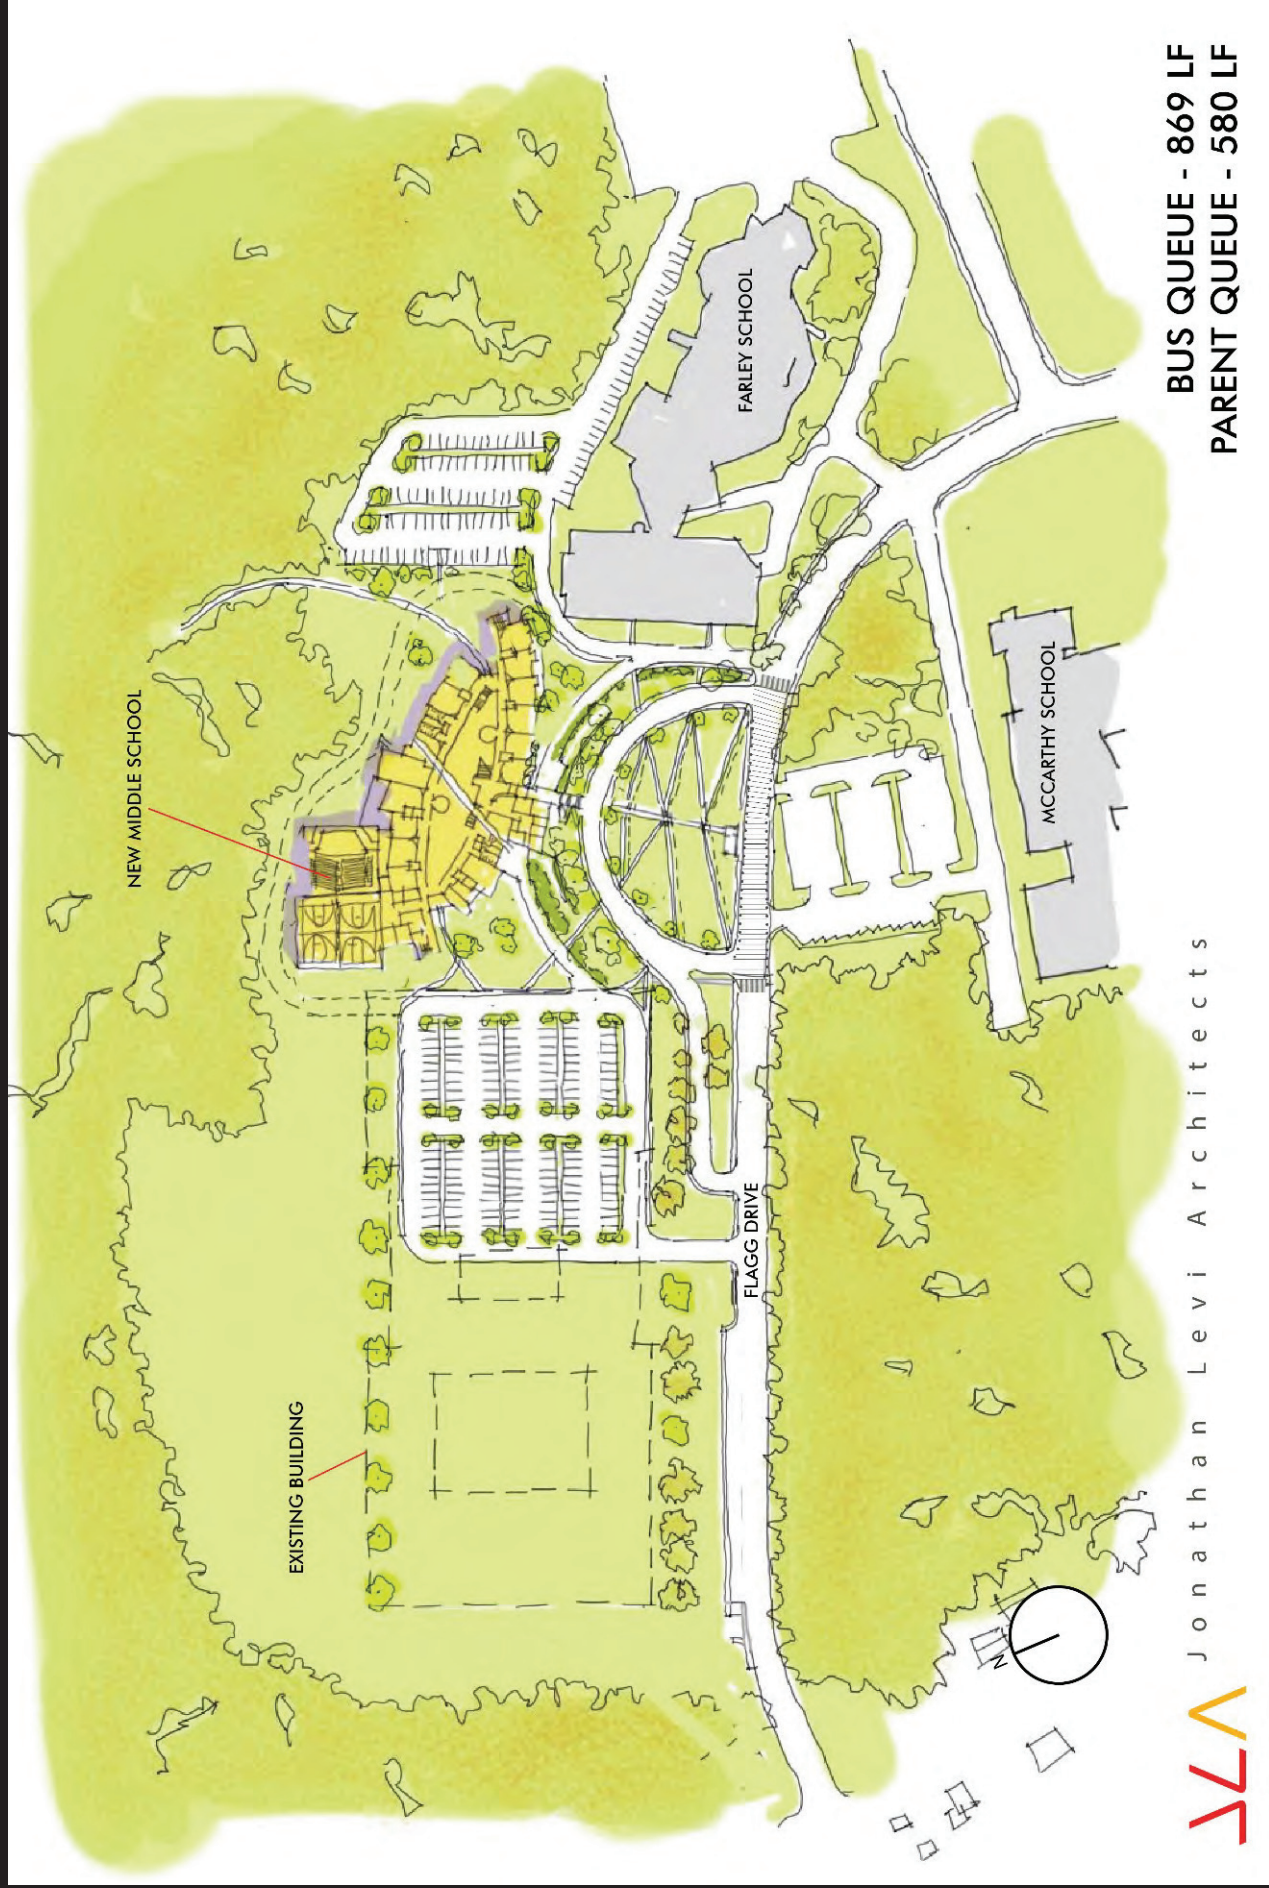 BUS QUEUE - 869 LF
PARENT QUEUE - 580 LF
NEW MIDDLE SCHOOL
FARLEY SCHOOL
MCCARTHY SCHOOL
EXISTING BUILDING
FLAGG DRIVE
N
Jonathan Levi Architects